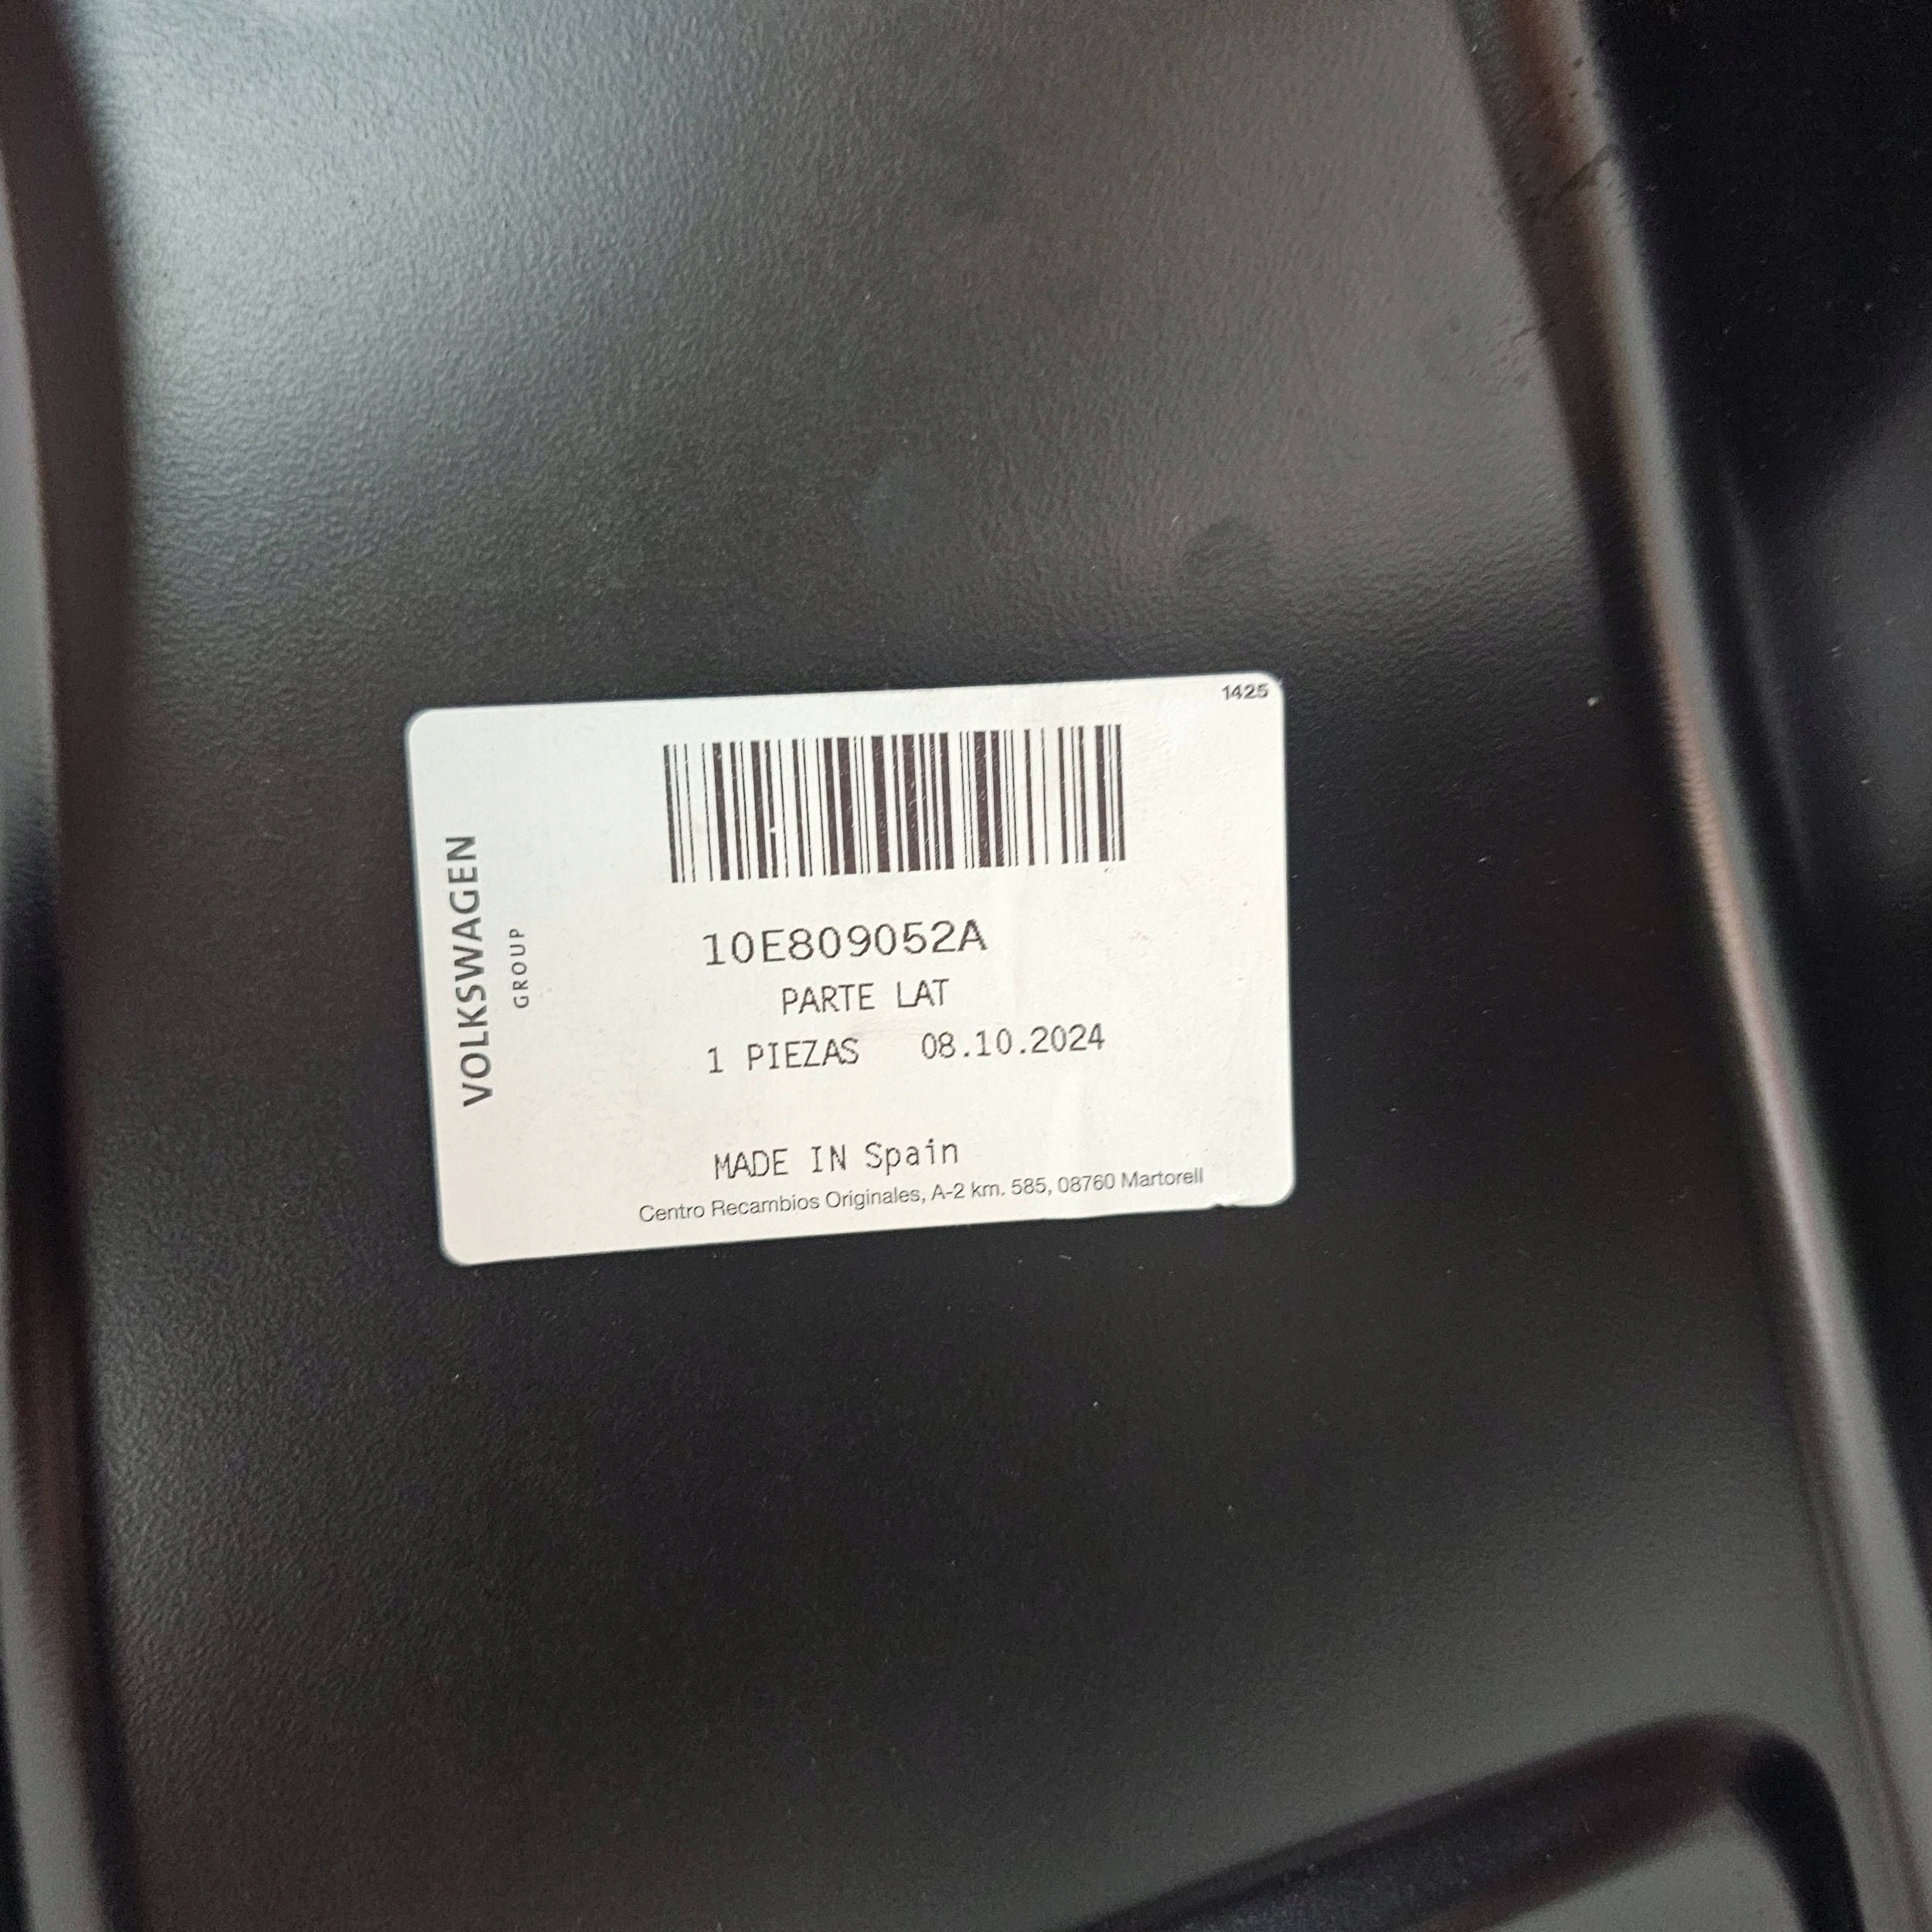 1425
VOLKSWAGEN
GROUP
10E809052A
PARTE LAT
1 PIEZAS 08.10.2024
MADE IN Spain
Centro Recambios Originales, A-2 km. 585, 08760 Martorell